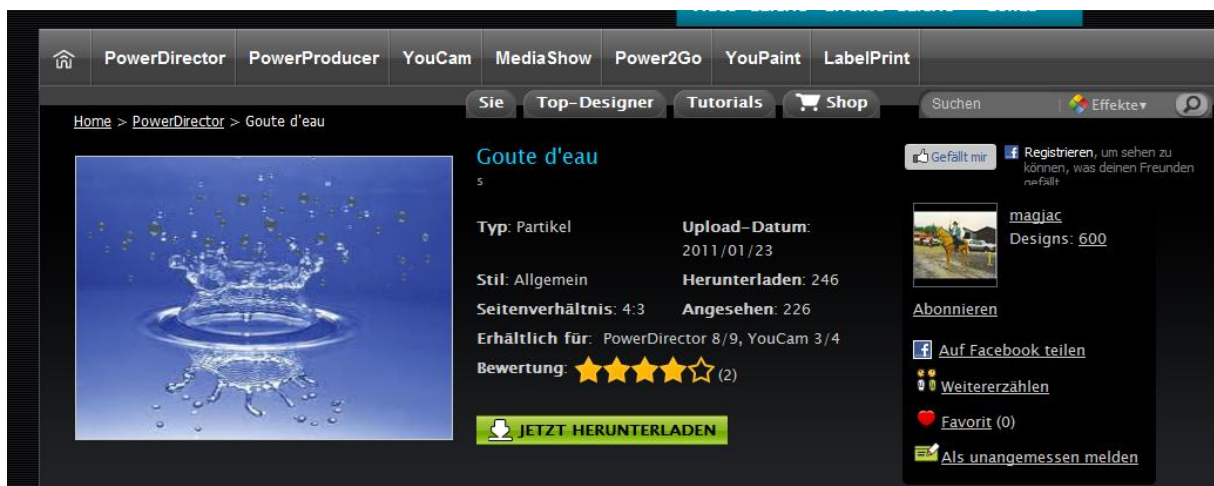 PowerDirector PowerProducer YouCam MediaShow Power2Go YouPaint LabelPrint
Sie Top-Designer Tutorials Shop Suchen Effekte
Home > PowerDirector > Goute d'eau
Goute d'eau
s
Typ: Partikel Upload-Datum:
2011/01/23
Stil: Allgemein Herunterladen: 246
Seitenverhältnis: 4:3 Angesehen: 226
Erhältlich für: PowerDirector 8/9, YouCam 3/4
Bewertung: (2)
JETZT HERUNTERLADEN
Gefällt mir
Registrieren, um sehen zu
können, was deinen Freunden
gefällt
magjac
Designs: 600
Abonnieren
Auf Facebook teilen
Weitererzählen
Favorit (0)
Als unangemessen melden